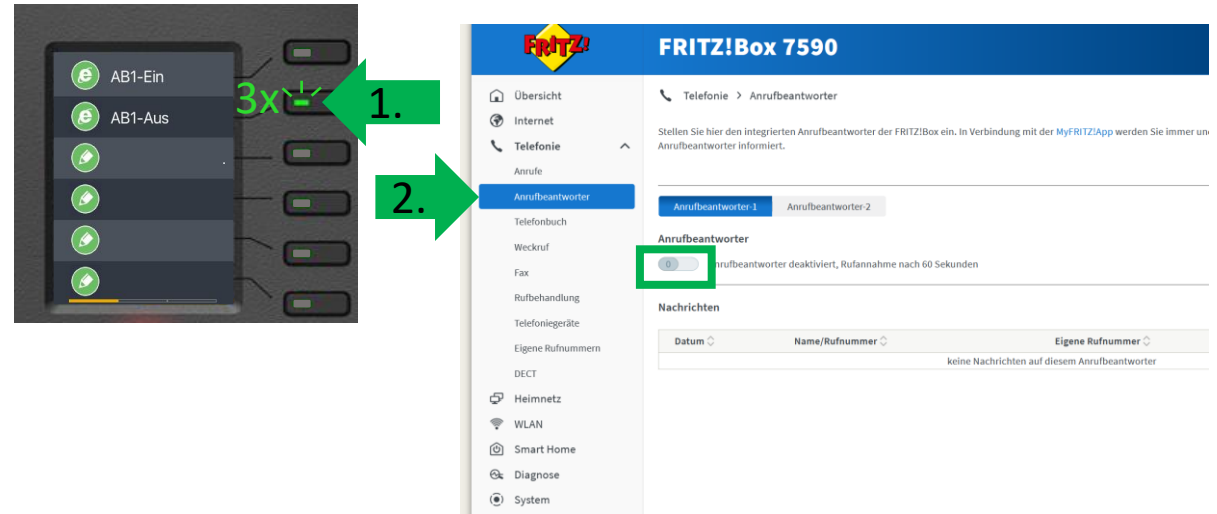 AB1-Ein
AB1-Aus
3x
1.
2.
FRITZ!
FRITZ!Box 7590
Übersicht
Internet
Telefonie
Anrufe
Anrufbeantworter
Telefonbuch
Weckruf
Fax
Rufbehandlung
Telefoniegeräte
Eigene Rufnummern
DECT
Heimnetz
WLAN
Smart Home
Diagnose
System
Telefonie > Anrufbeantworter
Stellen Sie hier den integrierten Anrufbeantworter der FRITZ!Box ein. In Verbindung mit der MyFRITZ!App werden Sie immer und
Anrufbeantworter informiert.
Anrufbeantworter-1 Anrufbeantworter-2
Anrufbeantworter
0 nrufbeantworter deaktiviert, Rufannahme nach 60 Sekunden
Nachrichten
Datum Name/Rufnummer Eigene Rufnummer
keine Nachrichten auf diesem Anrufbeantworter